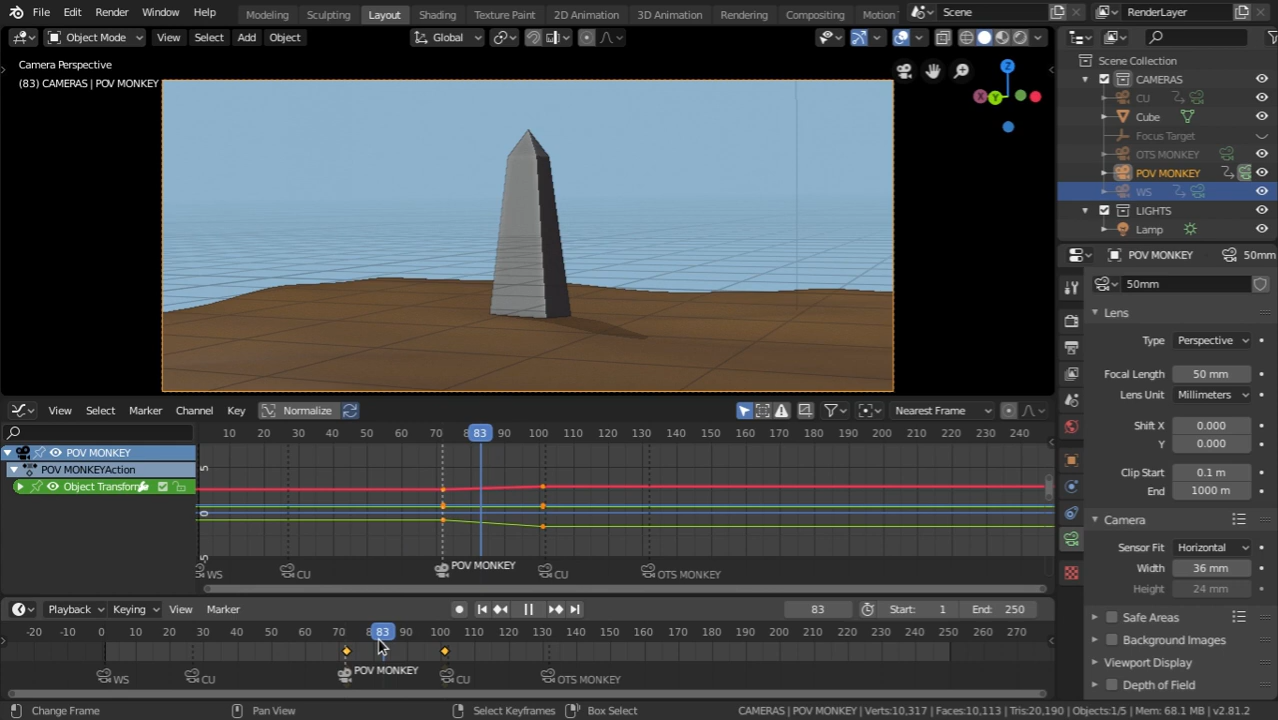 File Edit Render Window Help Modeling Sculpting Layout Shading Texture Paint 2D Animation 3D Animation Rendering Compositing Motion Scene RenderLayer
Object Mode View Select Add Object Global
Camera Perspective
(83) CAMERAS | POV MONKEY
Z
X
Y
Scene Collection
CAMERAS
CU
Cube
Focus Target
OTS MONKEY
POV MONKEY
WS
LIGHTS
Lamp
POV MONKEY 50mm
50mm
Lens
Type Perspective
Focal Length 50 mm
Lens Unit Millimeters
Shift X 0.000
Y 0.000
Clip Start 0.1 m
End 1000 m
Camera
Sensor Fit Horizontal
Width 36 mm
Height 24 mm
Safe Areas
Background Images
Viewport Display
Depth of Field
View Select Marker Channel Key Normalize Nearest Frame
10 20 30 40 50 60 70 83 90 100 110 120 130 140 150 160 170 180 190 200 210 220 230 240
POV MONKEY
POV MONKEYAction
Object Transform
5
0
-5
WS CU POV MONKEY CU OTS MONKEY
Playback Keying View Marker 83 Start: 1 End: 250
-20 -10 0 10 20 30 40 50 60 70 83 90 100 110 120 130 140 150 160 170 180 190 200 210 220 230 240 250 260 270
WS CU POV MONKEY CU OTS MONKEY
Change Frame Pan View Select Keyframes Box Select CAMERAS | POV MONKEY | Verts:10,317 | Faces:10,113 | Tris:20,190 | Objects:1/5 | Mem: 68.1 MB | v2.81.2